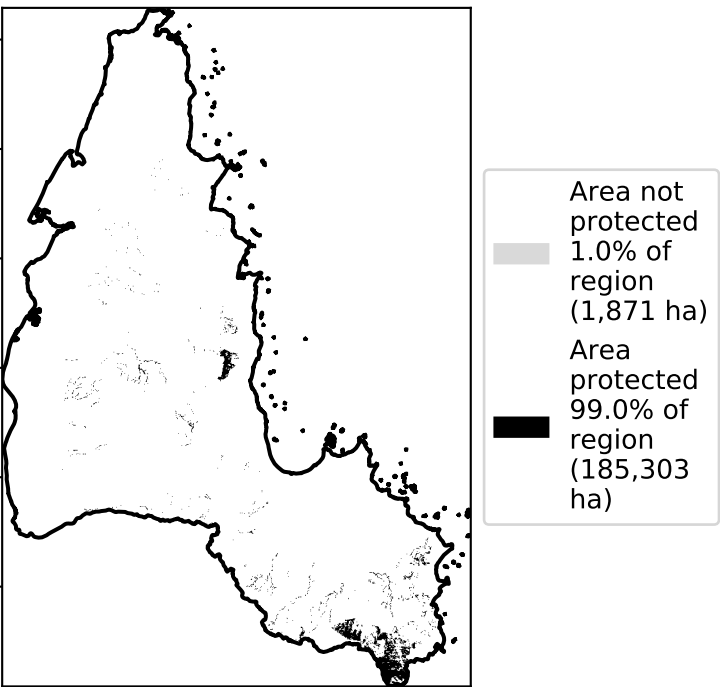 Area not
protected
1.0% of
region
(1,871 ha)
Area
protected
99.0% of
region
(185,303
ha)